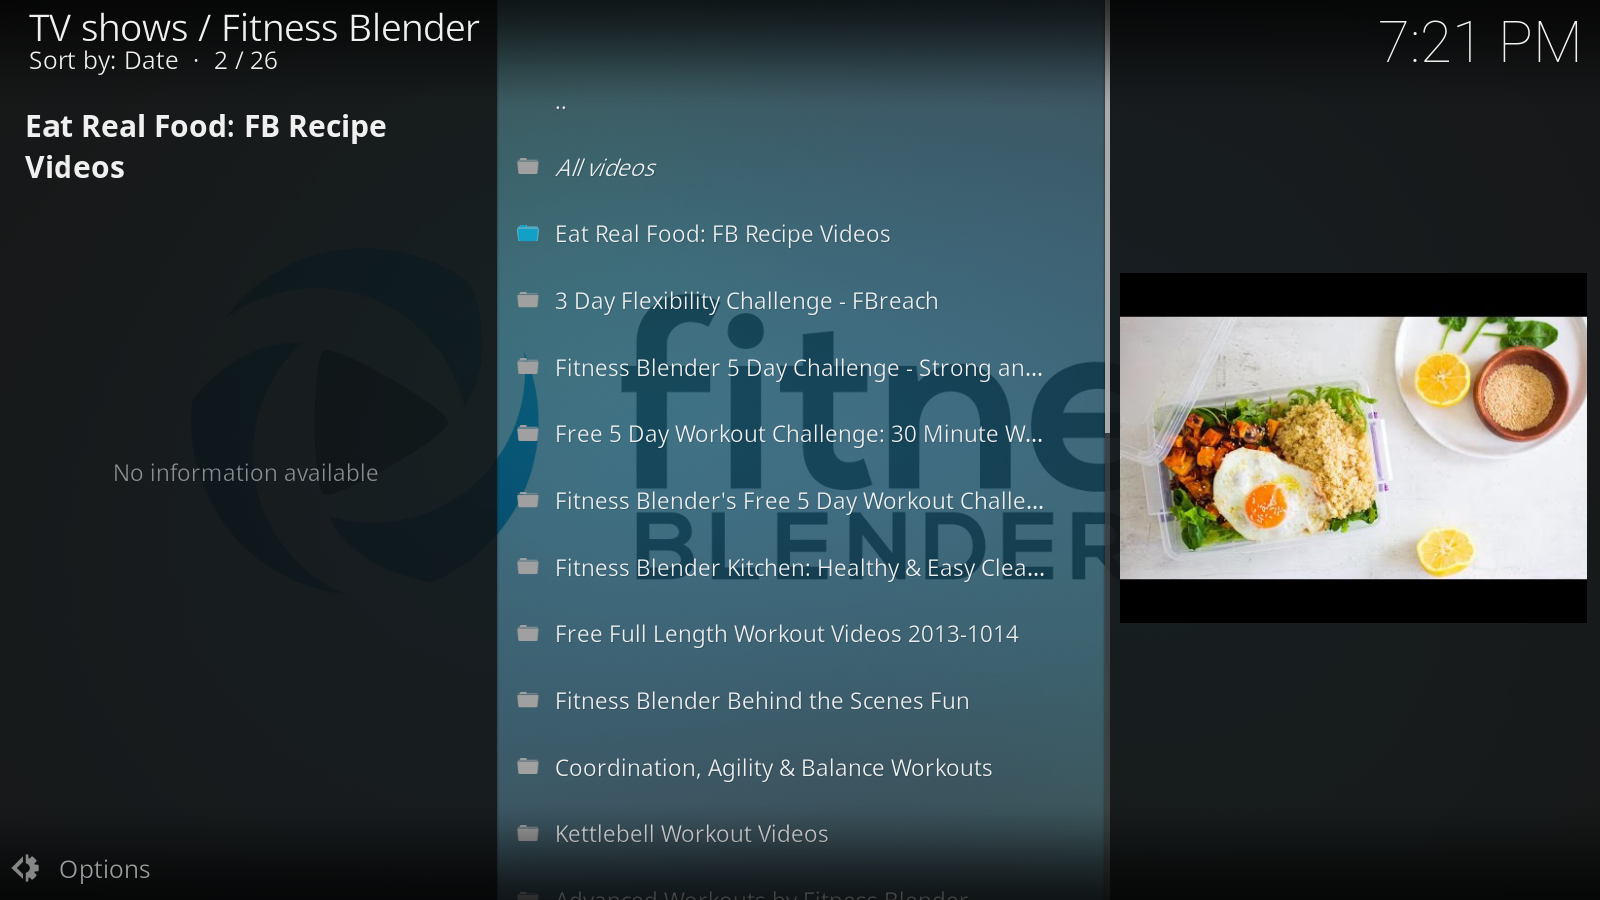 TV shows / Fitness Blender
Sort by: Date · 2 / 26
7:21 PM
Eat Real Food: FB Recipe
Videos
No information available
..
All videos
Eat Real Food: FB Recipe Videos
3 Day Flexibility Challenge - FBreach
Fitness Blender 5 Day Challenge - Strong an...
Free 5 Day Workout Challenge: 30 Minute W...
Fitness Blender's Free 5 Day Workout Challe...
Fitness Blender Kitchen: Healthy & Easy Clea...
Free Full Length Workout Videos 2013-1014
Fitness Blender Behind the Scenes Fun
Coordination, Agility & Balance Workouts
Kettlebell Workout Videos
Advanced Workouts by Fitness Blender
fitne
BLENDER
Options